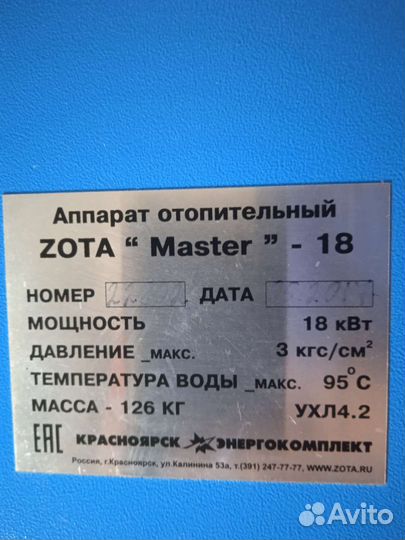 Аппарат отопительный
ZOTA “ Master ” - 18
НОМЕР ДАТА
МОЩНОСТЬ 18 кВт
ДАВЛЕНИЕ _МАКС. 3 кгс/см²
ТЕМПЕРАТУРА ВОДЫ _МАКС. 95°С
МАССА - 126 КГ УХЛ4.2
EAC КРАСНОЯРСК ЭНЕРГОКОМПЛЕКТ
Россия, г.Красноярск, ул.Калинина 53а, т.(391) 247-77-77, WWW.ZOTA.RU
Avito